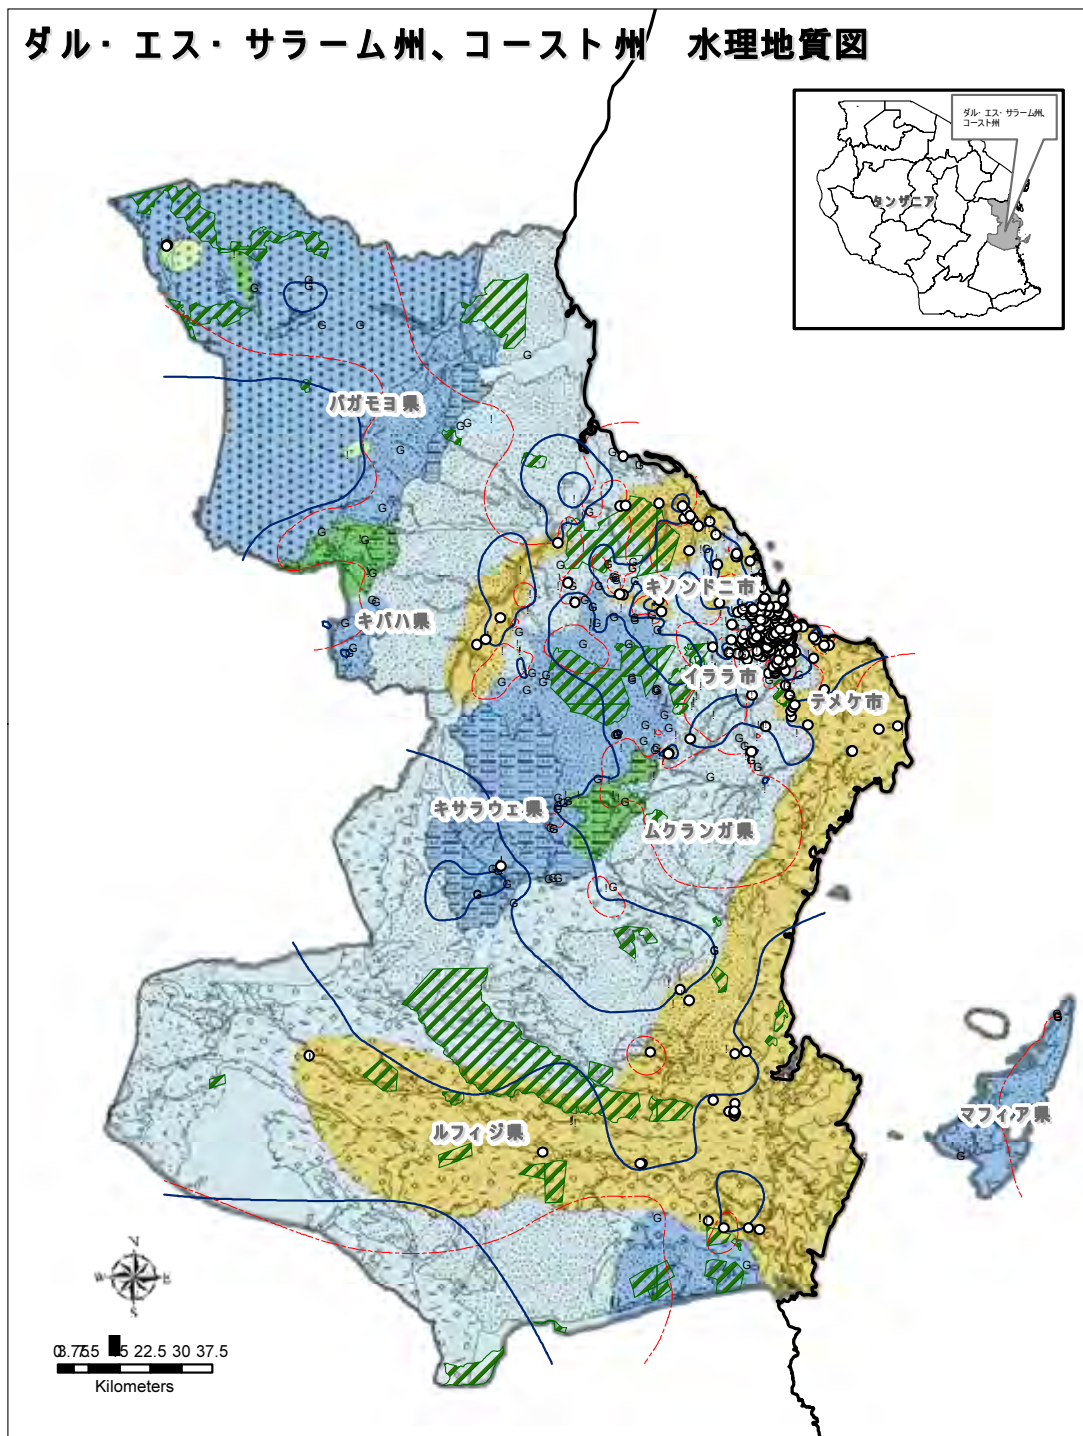 ダル・エス・サラーム州、コースト州　水理地質図
ダル・エス・サラーム州、
コースト州
タンザニア
バガモヨ県
キバハ県
キノンドニ市
イララ市
テメケ市
キサラウェ県
ムクランガ県
マフィア県
ルフィジ県
N
W E
S
22.5 30 37.5
Kilometers